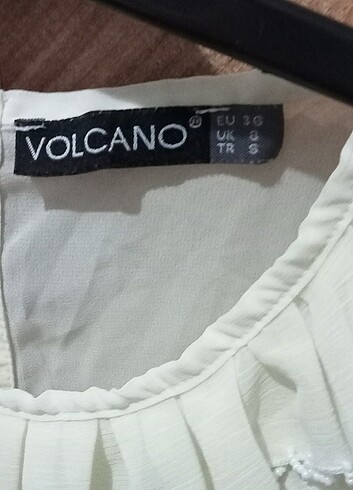 VOLCANO®
EU 36
UK 8
TR S